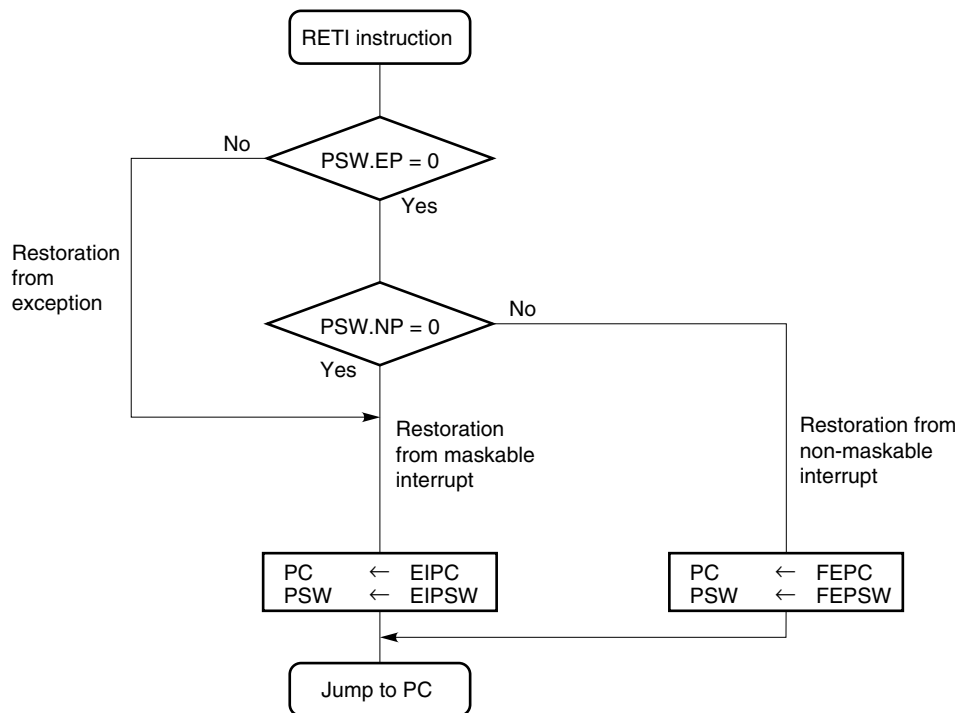 RETI instruction
No
PSW.EP = 0
Yes
Restoration
from
exception
PSW.NP = 0
No
Yes
Restoration
from maskable
interrupt
Restoration from
non-maskable
interrupt
PC ← EIPC
PSW ← EIPSW
PC ← FEPC
PSW ← FEPSW
Jump to PC